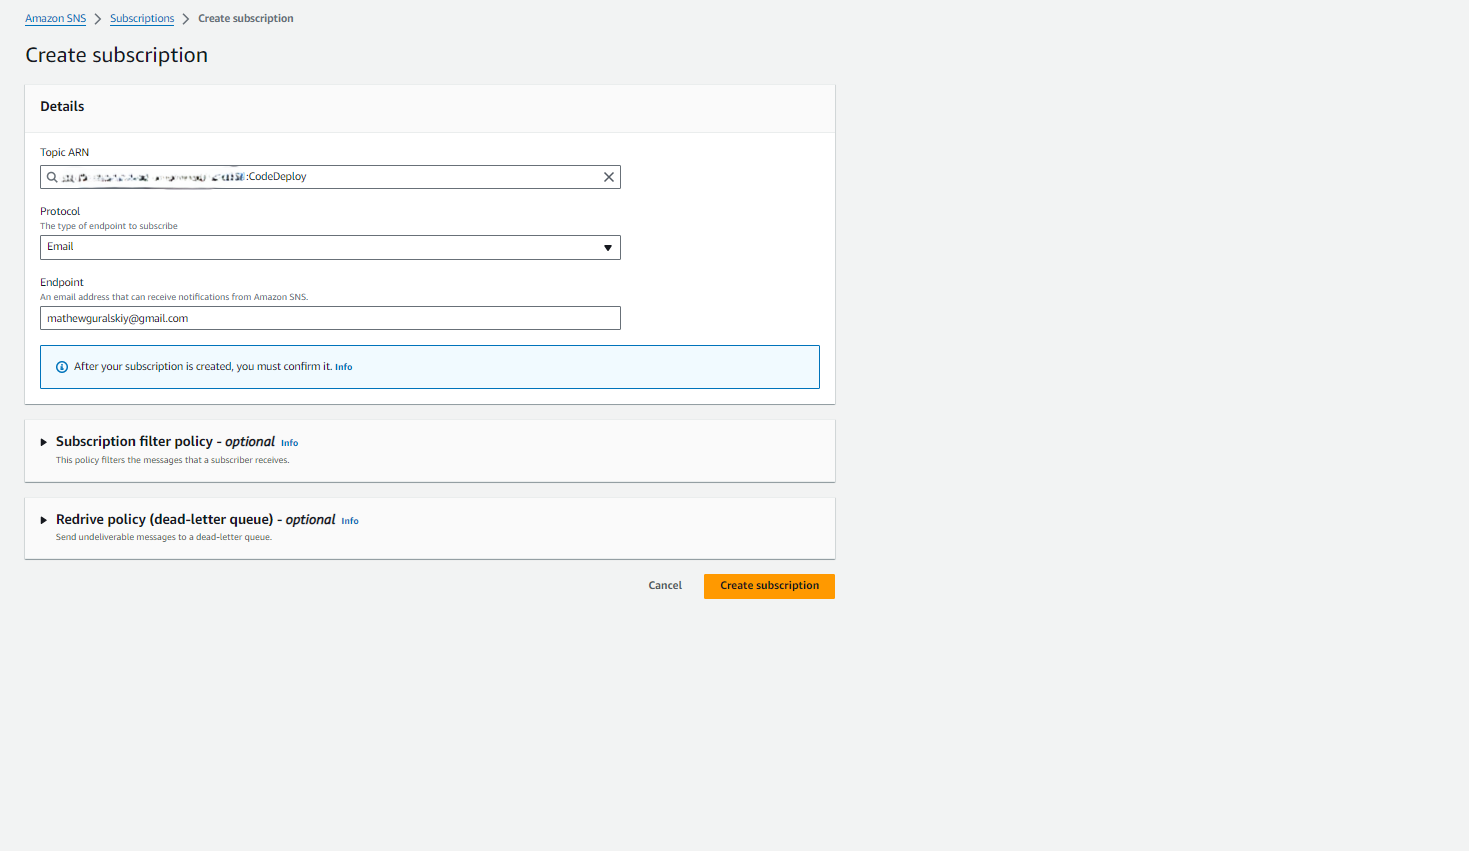 Amazon SNS > Subscriptions > Create subscription
Create subscription
Details
Topic ARN
:CodeDeploy
Protocol
The type of endpoint to subscribe
Email
Endpoint
An email address that can receive notifications from Amazon SNS.
mathewguralskiy@gmail.com
After your subscription is created, you must confirm it. Info
Subscription filter policy - optional Info
This policy filters the messages that a subscriber receives.
Redrive policy (dead-letter queue) - optional Info
Send undeliverable messages to a dead-letter queue.
Cancel Create subscription